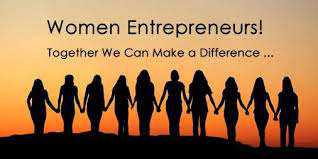 Women Entrepreneurs!
Together We Can Make a Difference ...